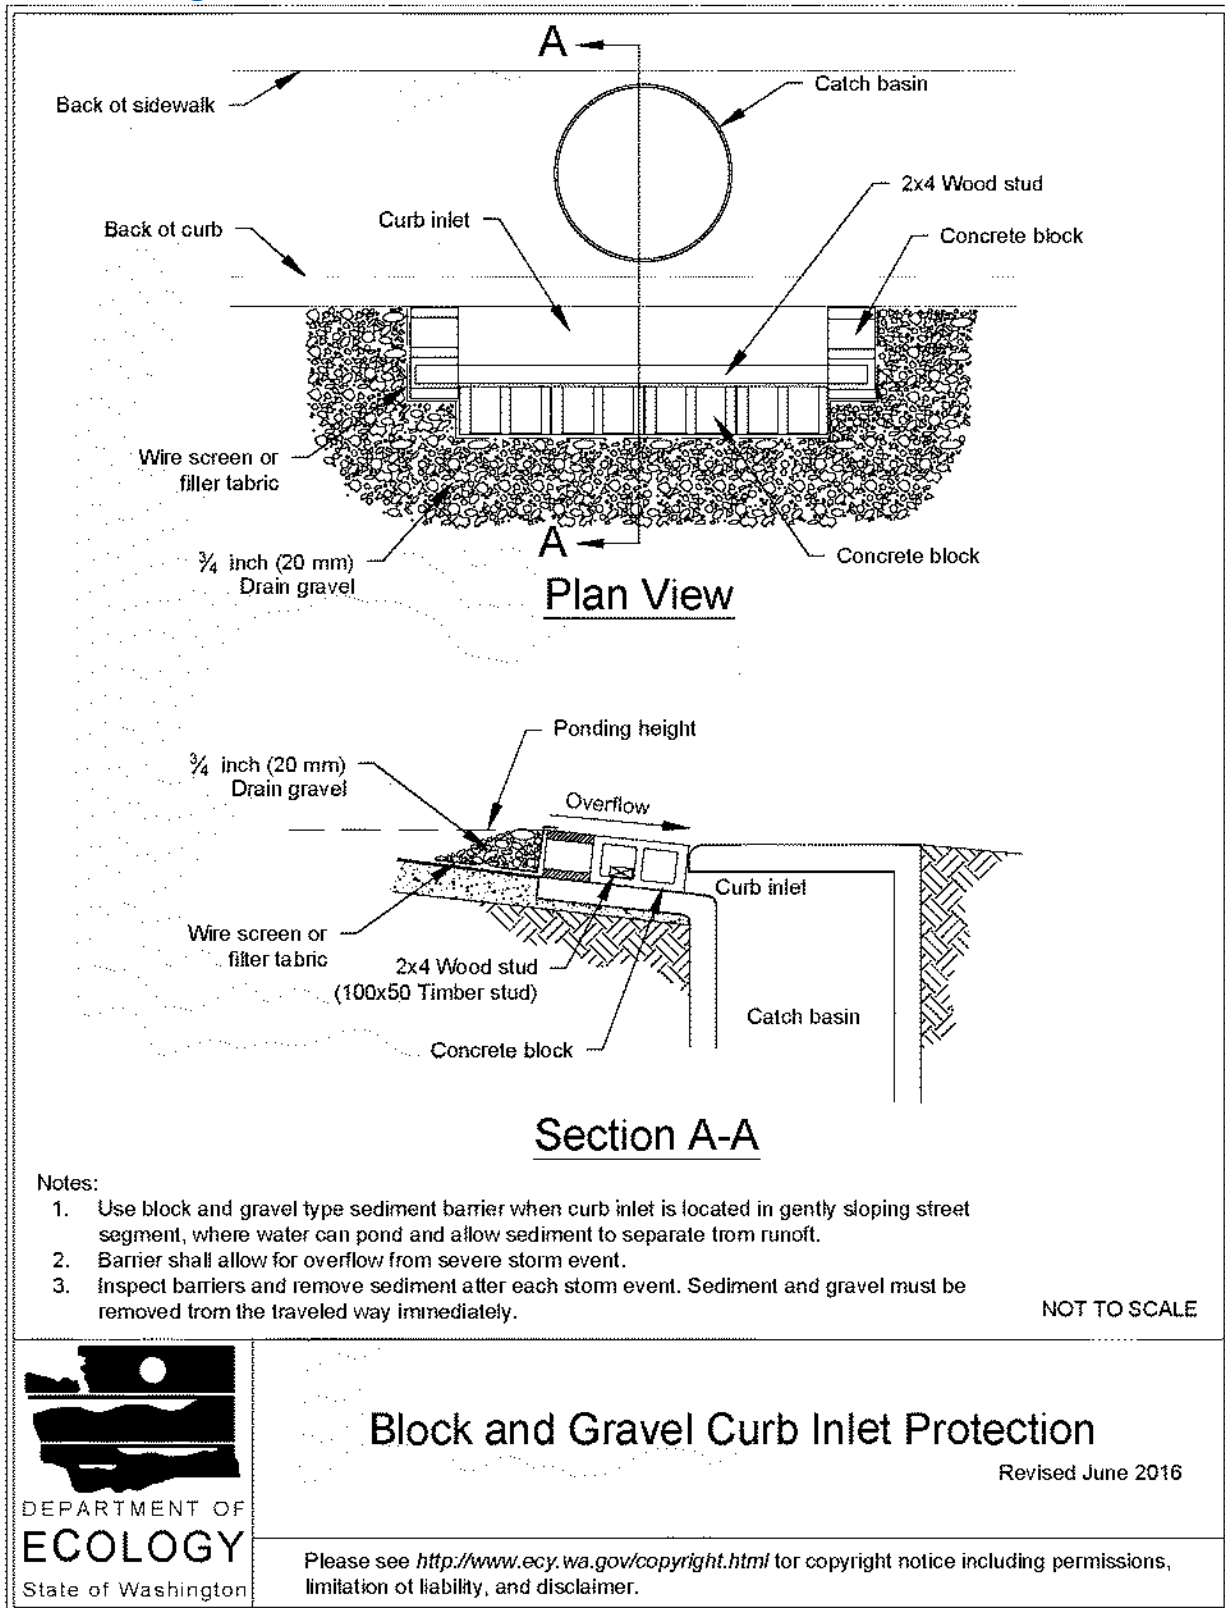 A
Back of sidewalk
Catch basin
2x4 Wood stud
Curb inlet
Back of curb
Concrete block
Wire screen or
filler fabric
¾ inch (20 mm)
Drain gravel
A
Concrete block
Plan View
Ponding height
¾ inch (20 mm)
Drain gravel
Overflow
Curb inlet
Wire screen or
filter fabric
2x4 Wood stud
(100x50 Timber stud)
Catch basin
Concrete block
Section A-A
Notes:
1. Use block and gravel type sediment barrier when curb inlet is located in gently sloping street
segment, where water can pond and allow sediment to separate from runoff.
2. Barrier shall allow for overflow from severe storm event.
3. Inspect barriers and remove sediment after each storm event. Sediment and gravel must be
removed from the traveled way immediately.
NOT TO SCALE
Block and Gravel Curb Inlet Protection
Revised June 2016
DEPARTMENT OF
ECOLOGY
State of Washington
Please see http://www.ecy.wa.gov/copyright.html for copyright notice including permissions,
limitation of liability, and disclaimer.